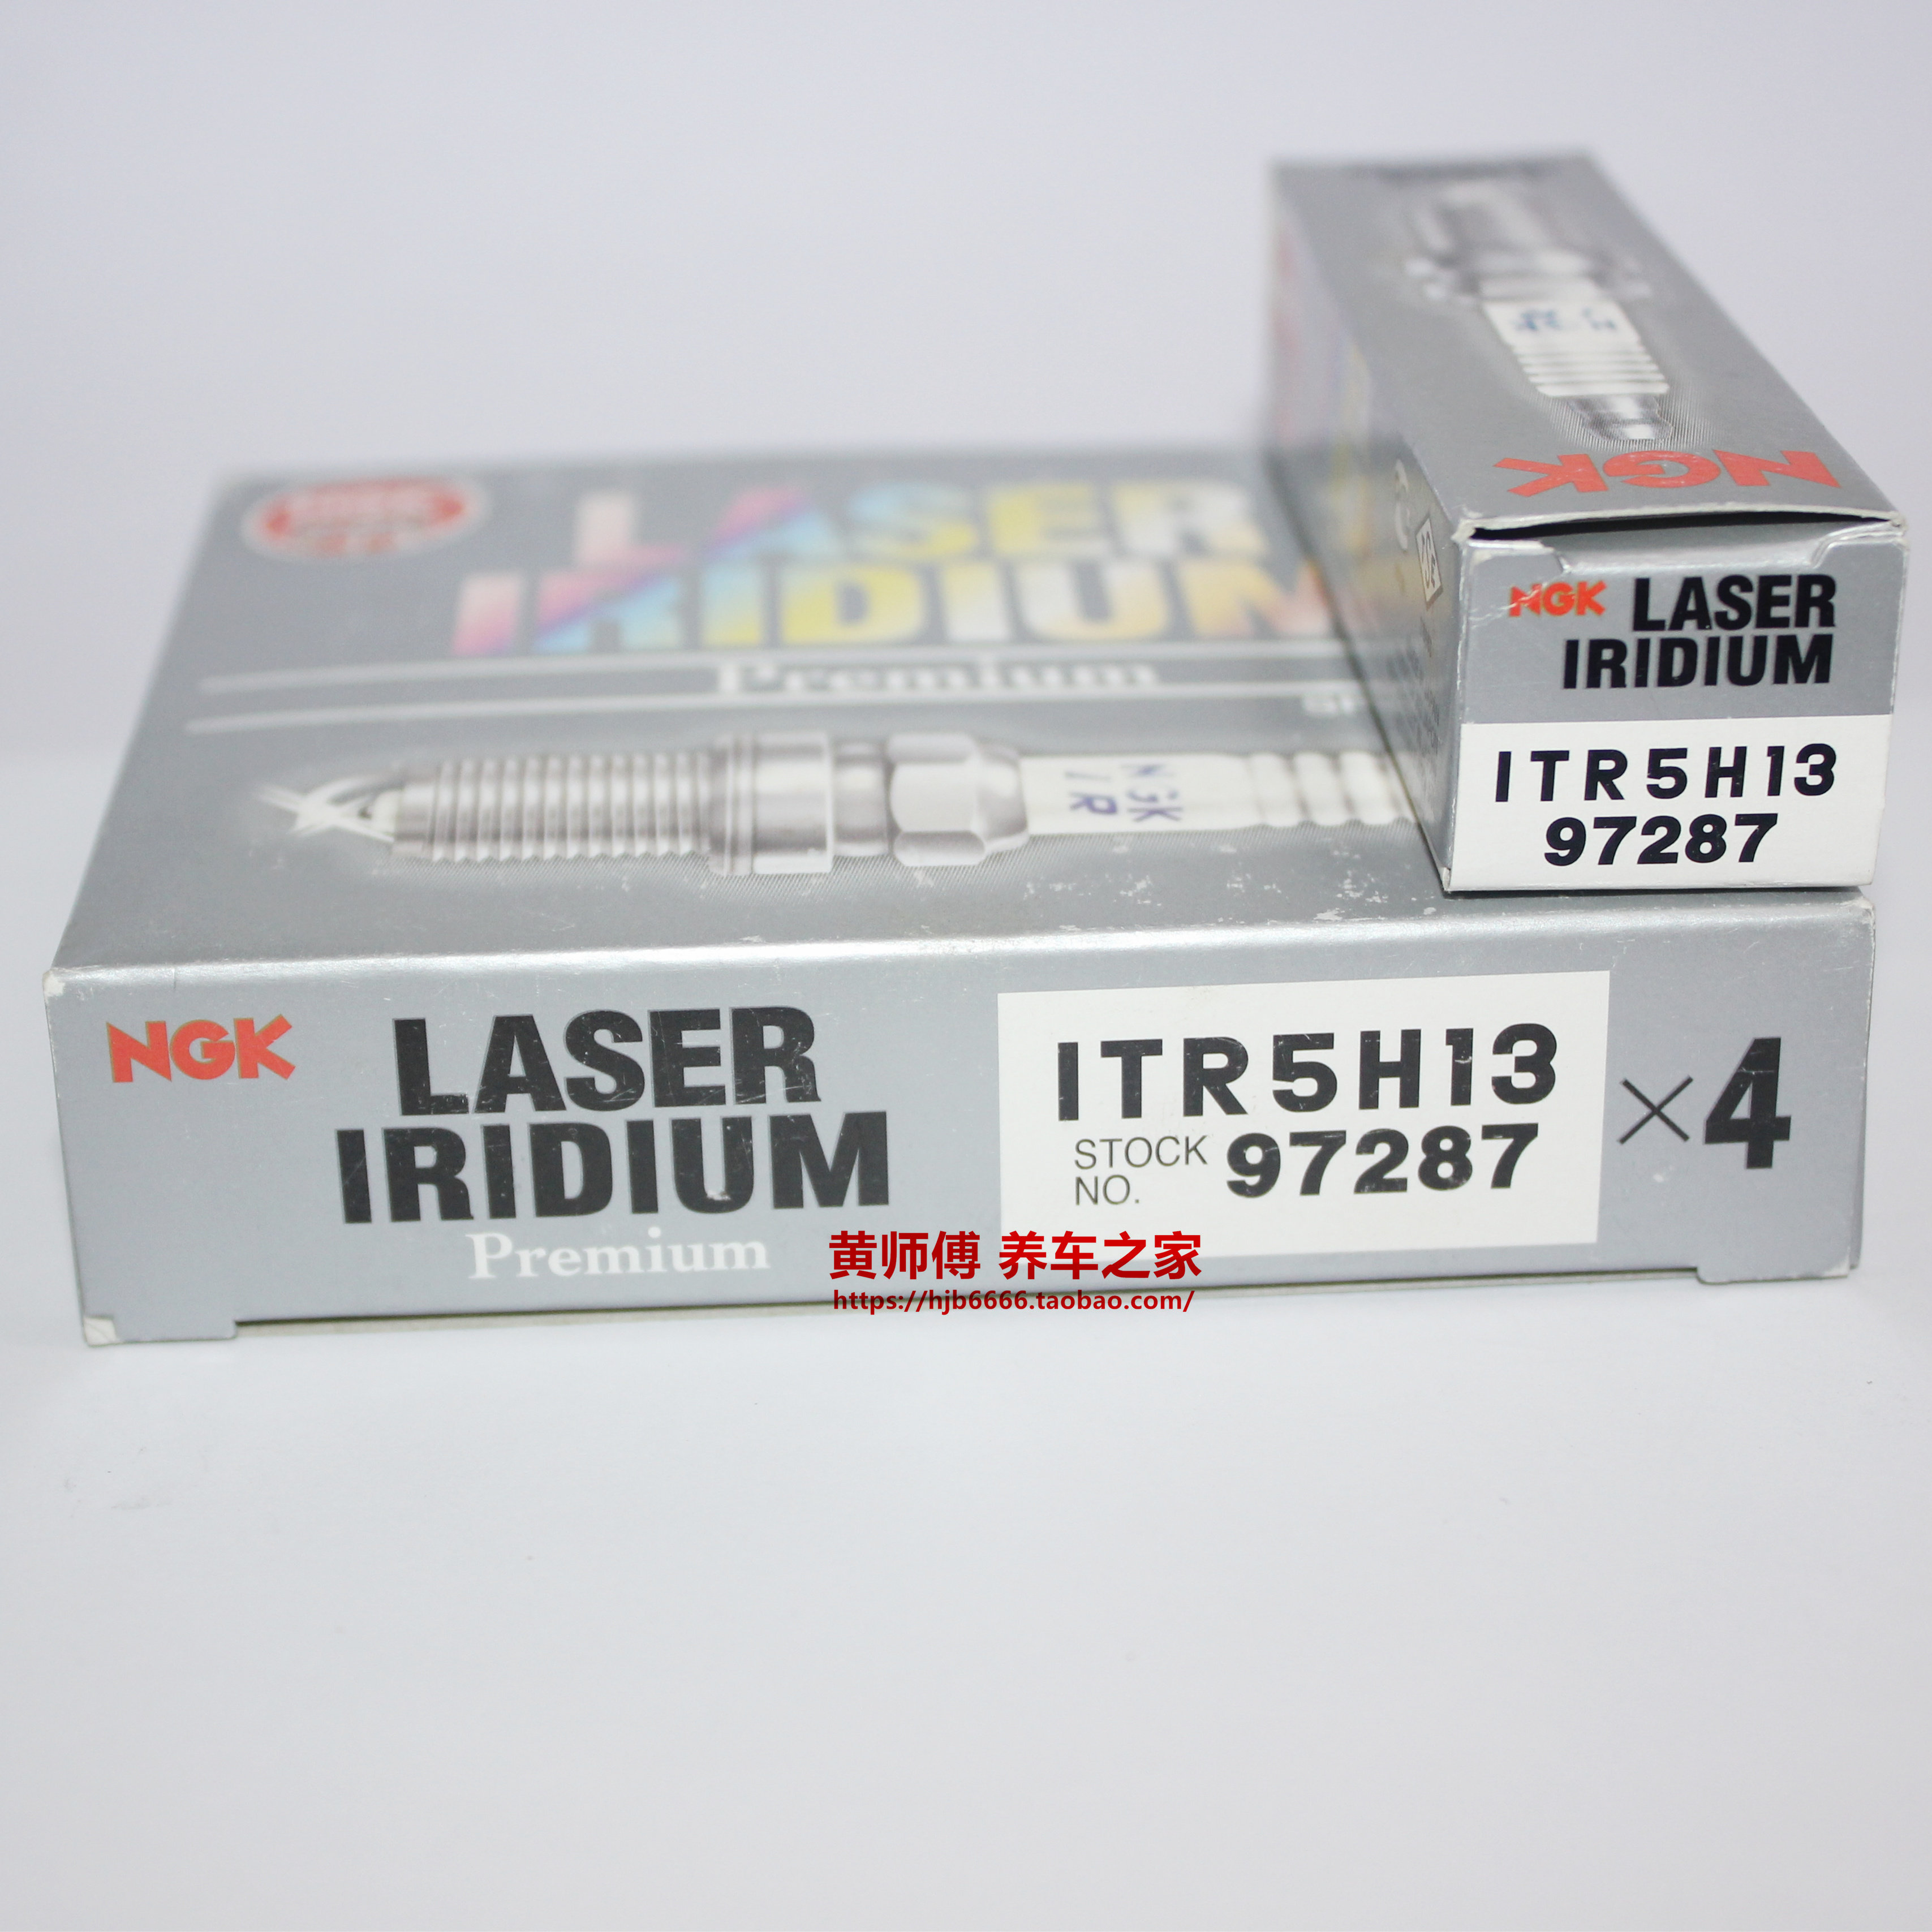 LASER
IRIDIUM
Premium
NGK
/R
NGK
NGK LASER
IRIDIUM
ITR5H13
97287
NGK
LASER
IRIDIUM
Premium
ITR5H13
STOCK
NO. 97287
×4
黄师傅 养车之家
https://hjb6666.taobao.com/